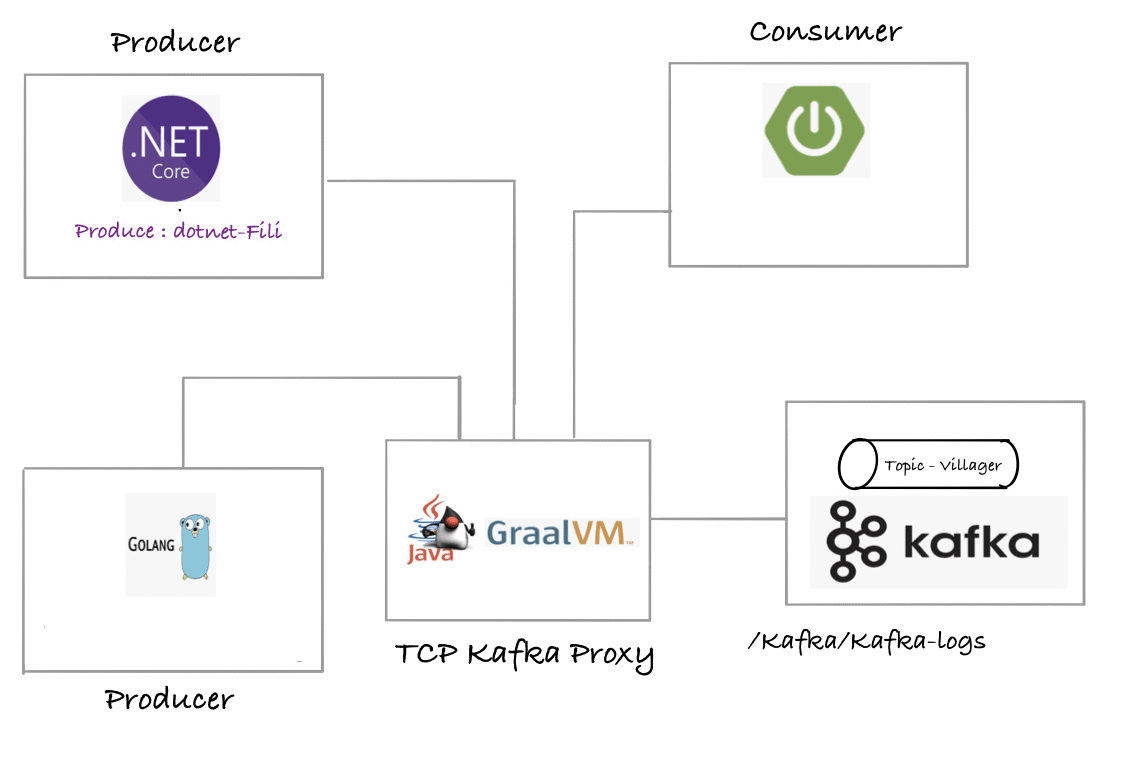 Producer
Consumer
.NET
Core
Produce : dotnet-Fili
Topic - Villager
GOLANG
Java
GraalVM™
kafka
TCP Kafka Proxy
/Kafka/Kafka-logs
Producer